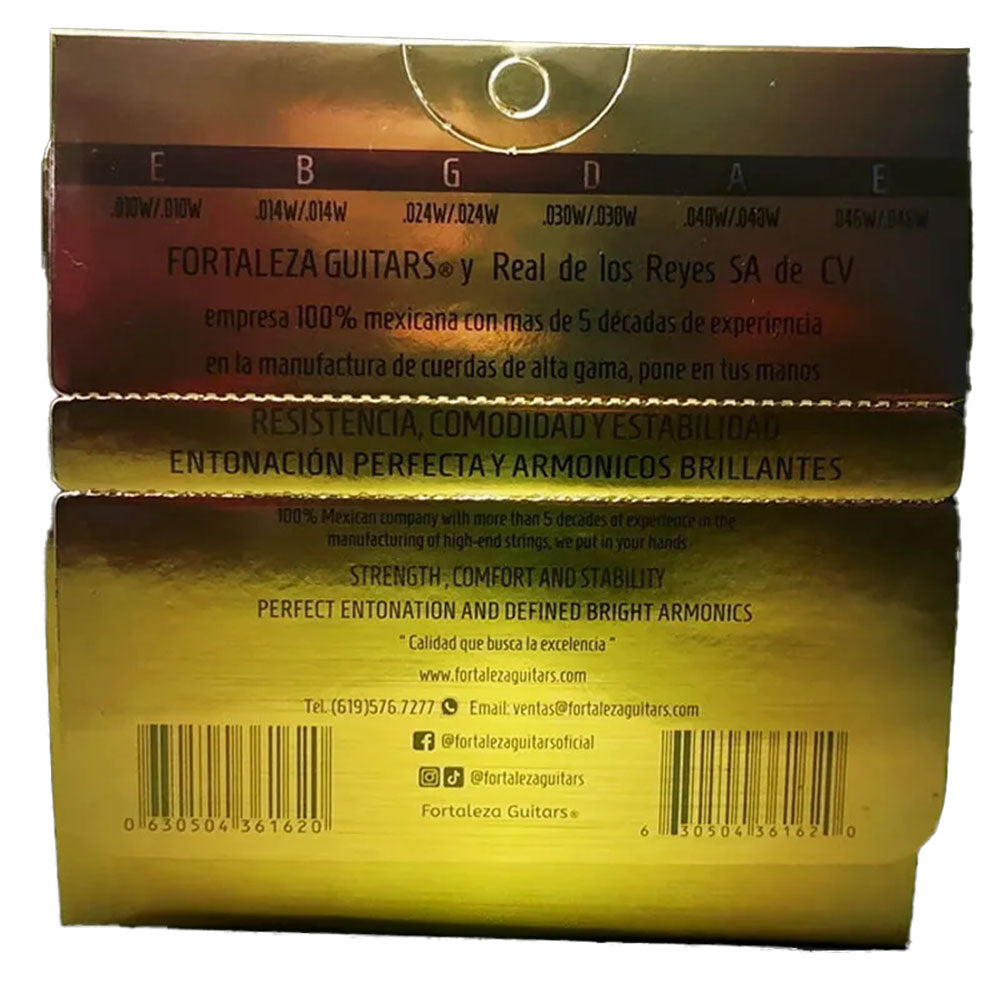 E B G D A E
.010W/.010W .014W/.014W .024W/.024W .030W/.030W .040W/.040W .046W/.046W
FORTALEZA GUITARS® y Real de los Reyes SA de CV
empresa 100% mexicana con mas de 5 décadas de experiencia
en la manufactura de cuerdas de alta gama, pone en tus manos
RESISTENCIA, COMODIDAD Y ESTABILIDAD
ENTONACIÓN PERFECTA Y ARMONICOS BRILLANTES
100% Mexican company with more than 5 decades of experience in the
manufacturing of high-end strings, we put in your hands
STRENGTH, COMFORT AND STABILITY
PERFECT ENTONATION AND DEFINED BRIGHT ARMONICS
" Calidad que busca la excelencia "
www.fortalezaguitars.com
Tel. (619)576.7277 Email: ventas@fortalezaguitars.com
@fortalezaguitarsoficial
@fortalezaguitars
Fortaleza Guitars®
0 630504 361620
6 30504 36162 0